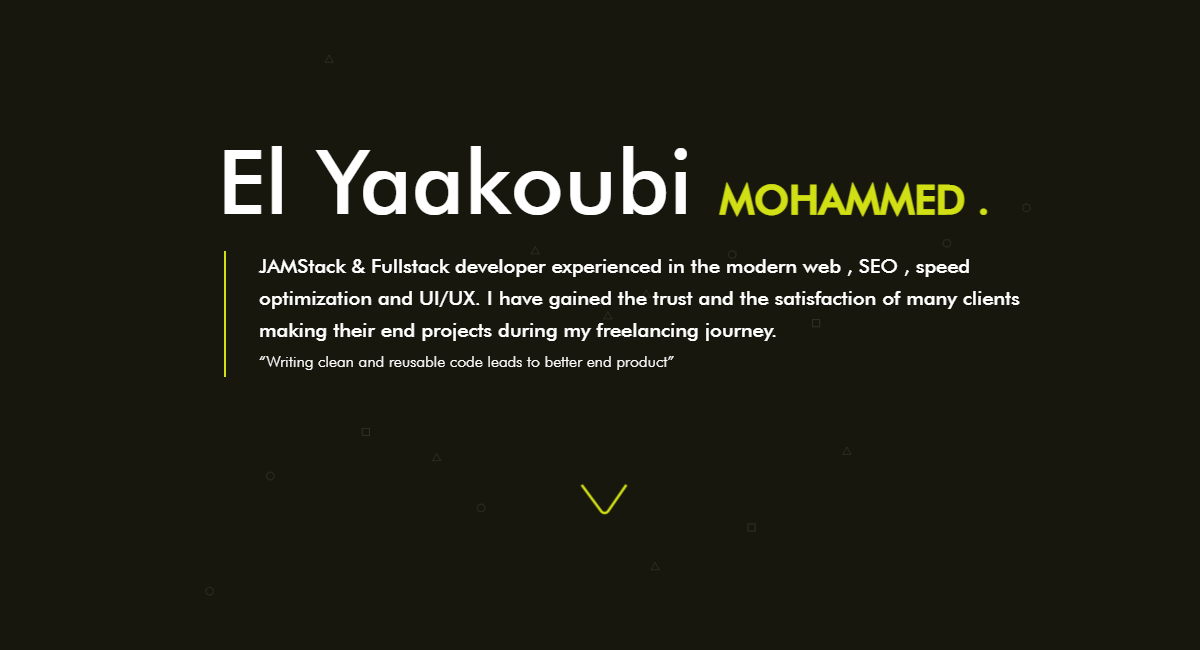 El Yaakoubi MOHAMMED .
JAMStack & Fullstack developer experienced in the modern web , SEO , speed
optimization and UI/UX. I have gained the trust and the satisfaction of many clients
making their end projects during my freelancing journey.
“Writing clean and reusable code leads to better end product”